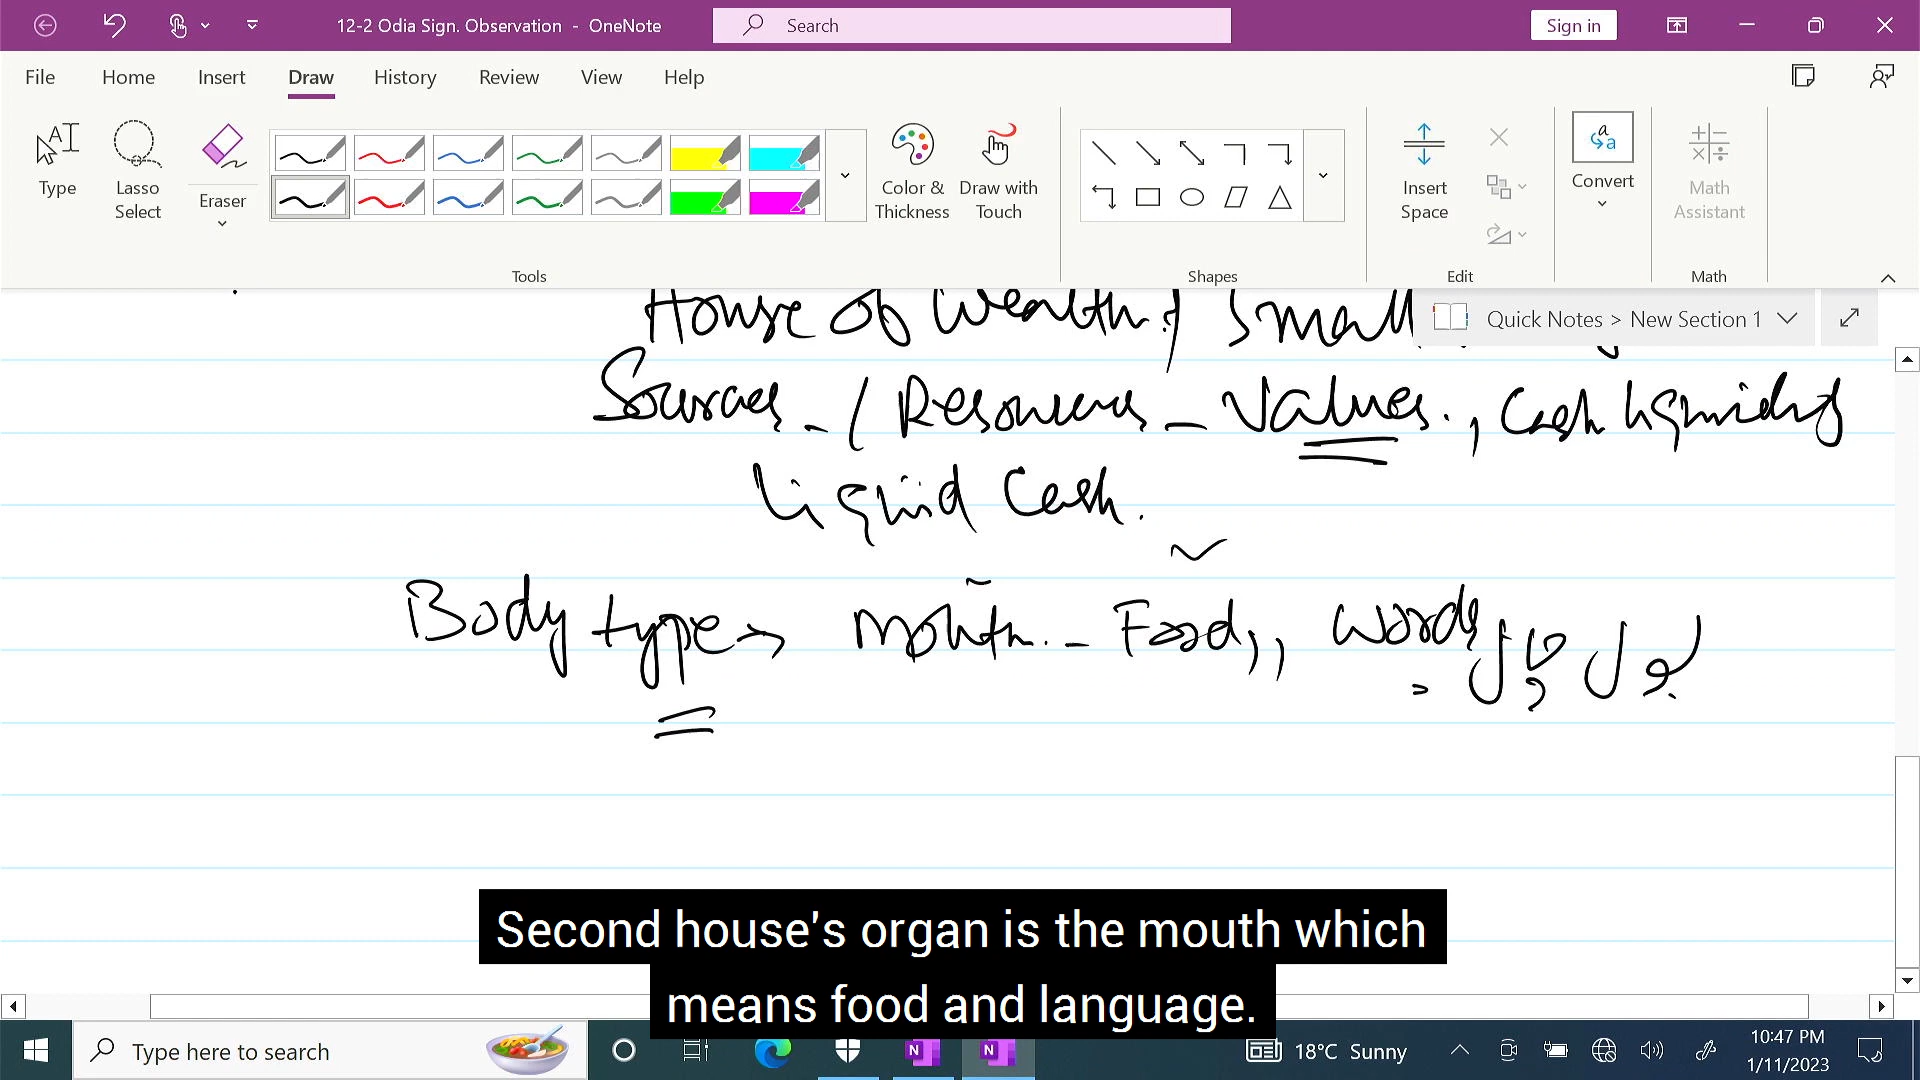 12-2 Odia Sign. Observation - OneNote
Search
Sign in
File Home Insert Draw History Review View Help
Type
Lasso Select
Eraser
Color & Thickness
Draw with Touch
Insert Space
Convert
Math Assistant
Tools
Shapes
Edit
Math
Quick Notes > New Section 1
House of Wealth. Small
Sources - / Resources - Values., Cash liquidity
Liquid Cash.
Body type → Mouth. - Food,, Words
Second house's organ is the mouth which
means food and language.
Type here to search
18°C Sunny
10:47 PM
1/11/2023